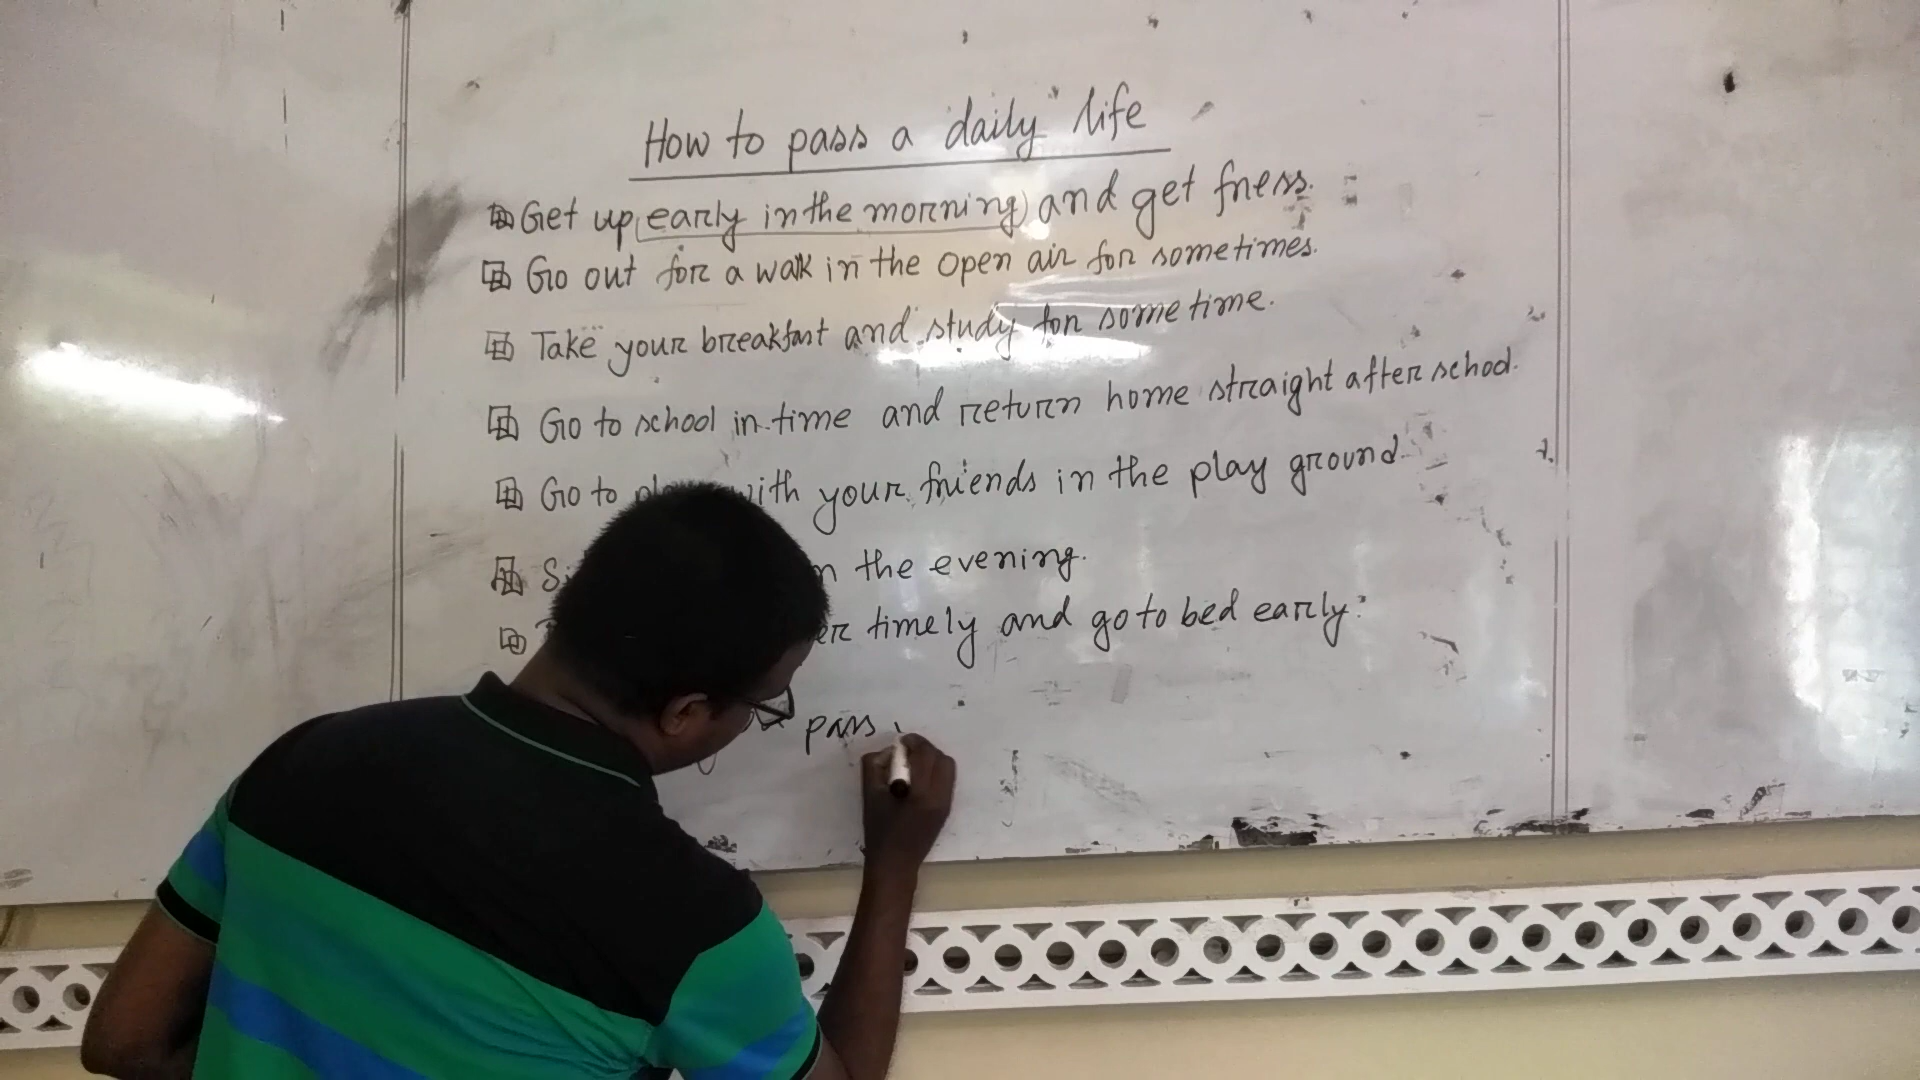 How to pass a daily life
Get up (early in the morning) and get fress.
Go out for a walk in the open air for sometimes.
Take your breakfast and study for some time.
Go to school in time and return home straight after school.
Go to with your friends in the play ground.
the evening.
timely and go to bed early.
pass